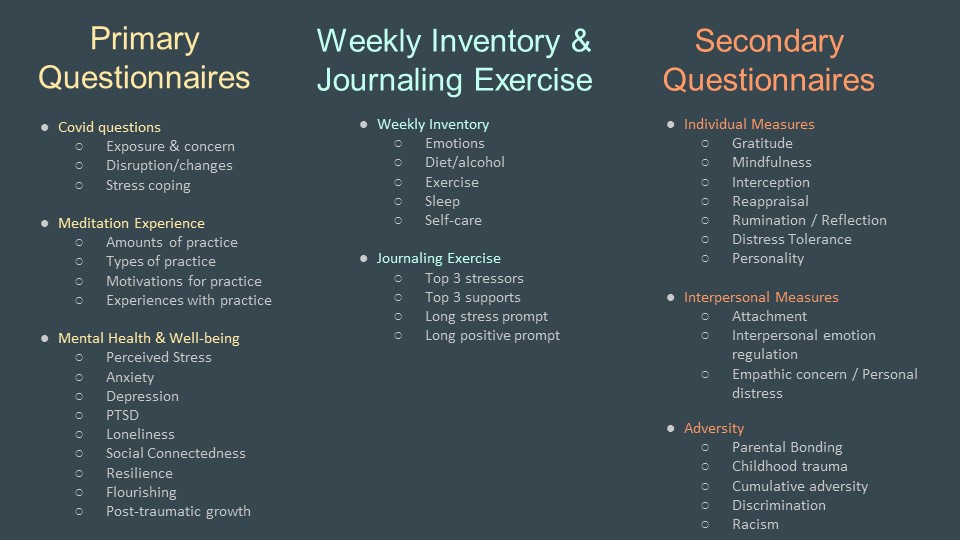 Primary
Questionnaires
● Covid questions
○ Exposure & concern
○ Disruption/changes
○ Stress coping
● Meditation Experience
○ Amounts of practice
○ Types of practice
○ Motivations for practice
○ Experiences with practice
● Mental Health & Well-being
○ Perceived Stress
○ Anxiety
○ Depression
○ PTSD
○ Loneliness
○ Social Connectedness
○ Resilience
○ Flourishing
○ Post-traumatic growth
Weekly Inventory &
Journaling Exercise
● Weekly Inventory
○ Emotions
○ Diet/alcohol
○ Exercise
○ Sleep
○ Self-care
● Journaling Exercise
○ Top 3 stressors
○ Top 3 supports
○ Long stress prompt
○ Long positive prompt
Secondary
Questionnaires
● Individual Measures
○ Gratitude
○ Mindfulness
○ Interception
○ Reappraisal
○ Rumination / Reflection
○ Distress Tolerance
○ Personality
● Interpersonal Measures
○ Attachment
○ Interpersonal emotion
regulation
○ Empathic concern / Personal
distress
● Adversity
○ Parental Bonding
○ Childhood trauma
○ Cumulative adversity
○ Discrimination
○ Racism